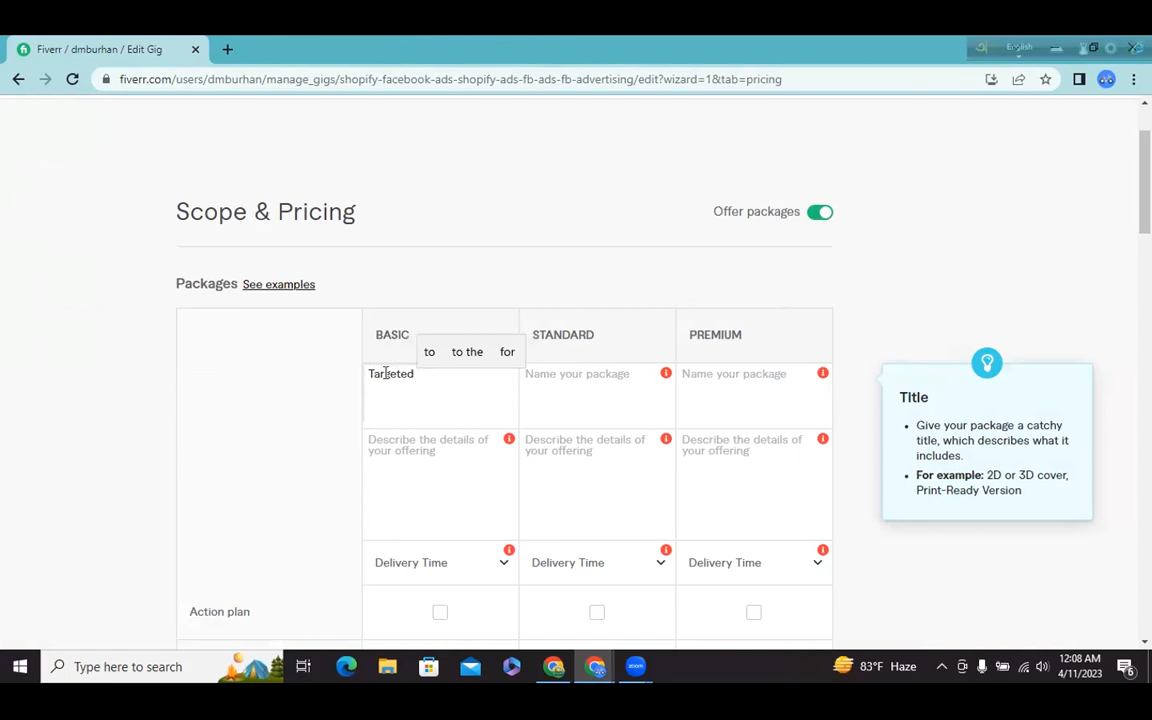 Fiverr / dmburhan / Edit Gig
English
fiverr.com/users/dmburhan/manage_gigs/shopify-facebook-ads-shopify-ads-fb-ads-fb-advertising/edit?wizard=1&tab=pricing
Scope & Pricing
Offer packages
Packages See examples
BASIC
STANDARD
PREMIUM
to to the for
Targeted
Name your package
Name your package
Describe the details of
your offering
Describe the details of
your offering
Describe the details of
your offering
Delivery Time
Delivery Time
Delivery Time
Action plan
Title
Give your package a catchy
title, which describes what it
includes.
For example: 2D or 3D cover,
Print-Ready Version
Type here to search
zoom
83°F Haze
12:08 AM
4/11/2023
6